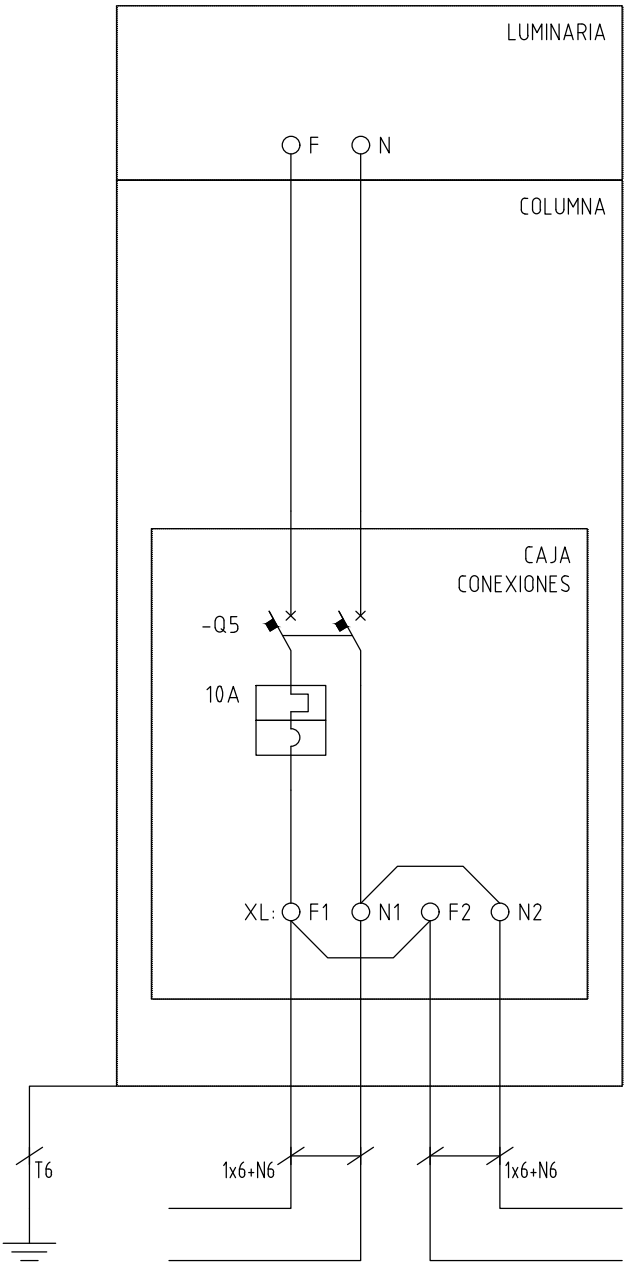 LUMINARIA
F N
COLUMNA
CAJA
CONEXIONES
-Q5
10A
XL: F1 N1 F2 N2
T6 1x6+N6 1x6+N6